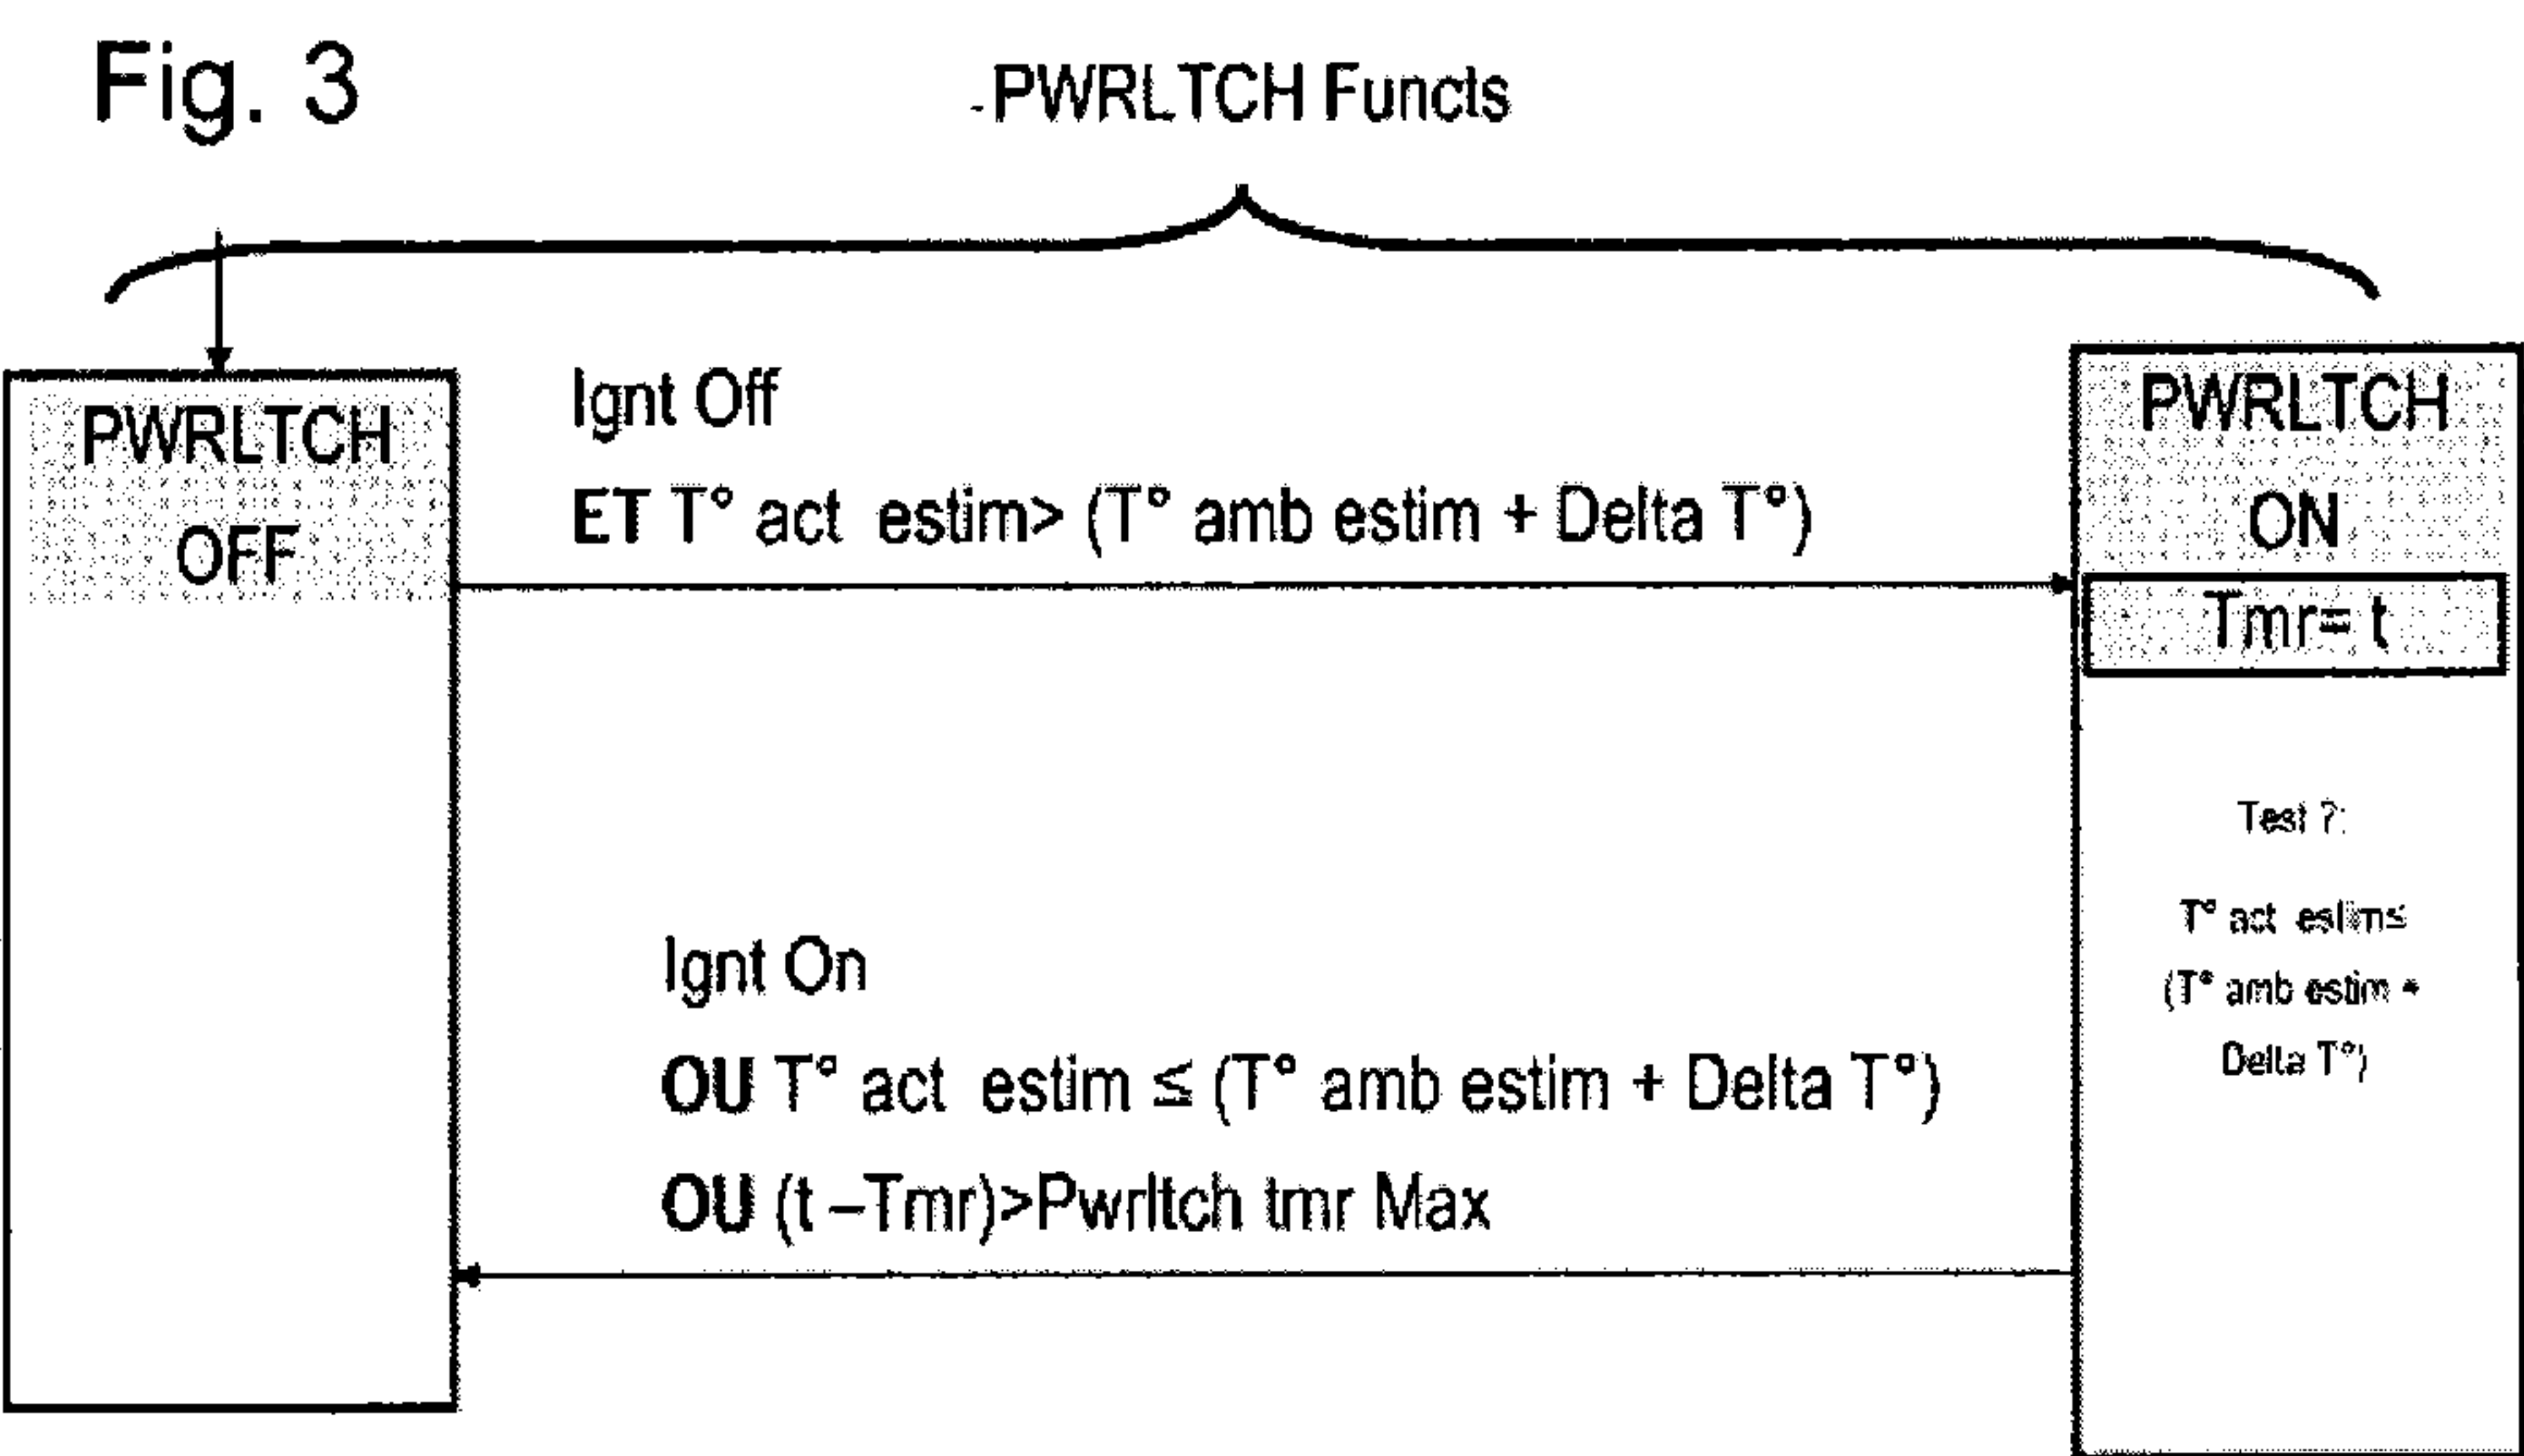 Fig. 3
PWRLTCH Functs
PWRLTCH
OFF
Ignt Off
ET T° act estim> (T° amb estim + Delta T°)
PWRLTCH
ON
Tmr= t
Test ?:
T° act estim≤
(T° amb estim +
Delta T°)
Ignt On
OU T° act estim ≤ (T° amb estim + Delta T°)
OU (t –Tmr)>Pwrltch tmr Max